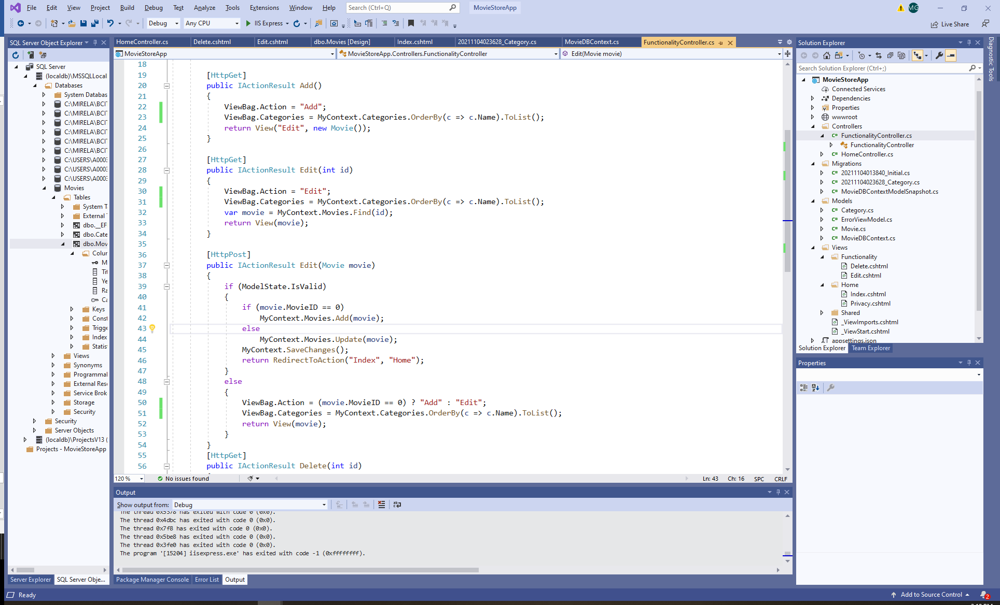 File Edit View Project Build Debug Test Analyze Tools Extensions Window Help Search (Ctrl+Q) MovieStoreApp MG
Debug Any CPU IIS Express Live Share
SQL Server Object Explorer
SQL Server
(localdb)\MSSQLLocal
Databases
System Databas
C:\MIRELA\BCIT
C:\MIRELA\BCIT
C:\MIRELA\BCIT
C:\MIRELA\BCIT
C:\MIRELA\BCIT
C:\MIRELA\BCIT
C:\USERS\A0003
C:\USERS\A0003
C:\USERS\A0003
Movies
Tables
System T
External T
dbo.__EF
dbo.Cate
dbo.Mov
Colur
M
Tit
Ye
Ra
Ca
Keys
Const
Trigge
Index
Statis
Views
Synonyms
Programmal
External Res
Service Brok
Storage
Security
Security
Server Objects
(localdb)\ProjectsV13 (
Projects - MovieStoreApp
Server Explorer SQL Server Obje...
HomeController.cs Delete.cshtml Edit.cshtml dbo.Movies [Design] Index.cshtml 20211104023628_Category.cs MovieDBContext.cs FunctionalityController.cs
MovieStoreApp MovieStoreApp.Controllers.FunctionalityController Edit(Movie movie)
18
19 [HttpGet]
20 public IActionResult Add()
21 {
22 ViewBag.Action = "Add";
23 ViewBag.Categories = MyContext.Categories.OrderBy(c => c.Name).ToList();
24 return View("Edit", new Movie());
25 }
26
27 [HttpGet]
28 public IActionResult Edit(int id)
29 {
30 ViewBag.Action = "Edit";
31 ViewBag.Categories = MyContext.Categories.OrderBy(c => c.Name).ToList();
32 var movie = MyContext.Movies.Find(id);
33 return View(movie);
34 }
35
36 [HttpPost]
37 public IActionResult Edit(Movie movie)
38 {
39 if (ModelState.IsValid)
40 {
41 if (movie.MovieID == 0)
42 MyContext.Movies.Add(movie);
43 else
44 MyContext.Movies.Update(movie);
45 MyContext.SaveChanges();
46 return RedirectToAction("Index", "Home");
47 }
48 else
49 {
50 ViewBag.Action = (movie.MovieID == 0) ? "Add" : "Edit";
51 ViewBag.Categories = MyContext.Categories.OrderBy(c => c.Name).ToList();
52 return View(movie);
53 }
54 }
55 [HttpGet]
56 public IActionResult Delete(int id)
120 % No issues found Ln: 43 Ch: 16 SPC CRLF
Output
Show output from: Debug
The thread 0x5378 has exited with code 0 (0x0).
The thread 0x4dbc has exited with code 0 (0x0).
The thread 0x7f8 has exited with code 0 (0x0).
The thread 0x5be8 has exited with code 0 (0x0).
The thread 0x3fe0 has exited with code 0 (0x0).
The program '[15204] iisexpress.exe' has exited with code -1 (0xffffffff).
Package Manager Console Error List Output
Solution Explorer
Search Solution Explorer (Ctrl+;)
MovieStoreApp
Connected Services
Dependencies
Properties
wwwroot
Controllers
C# FunctionalityController.cs
FunctionalityController
C# HomeController.cs
Migrations
C# 20211104013840_Initial.cs
C# 20211104023628_Category.cs
C# MovieDBContextModelSnapshot.cs
Models
C# Category.cs
C# ErrorViewModel.cs
C# Movie.cs
C# MovieDBContext.cs
Views
Functionality
Delete.cshtml
Edit.cshtml
Home
Index.cshtml
Privacy.cshtml
Shared
_ViewImports.cshtml
_ViewStart.cshtml
appsettings.json
Solution Explorer Team Explorer
Properties
Diagnostic Tools
Ready Add to Source Control 2